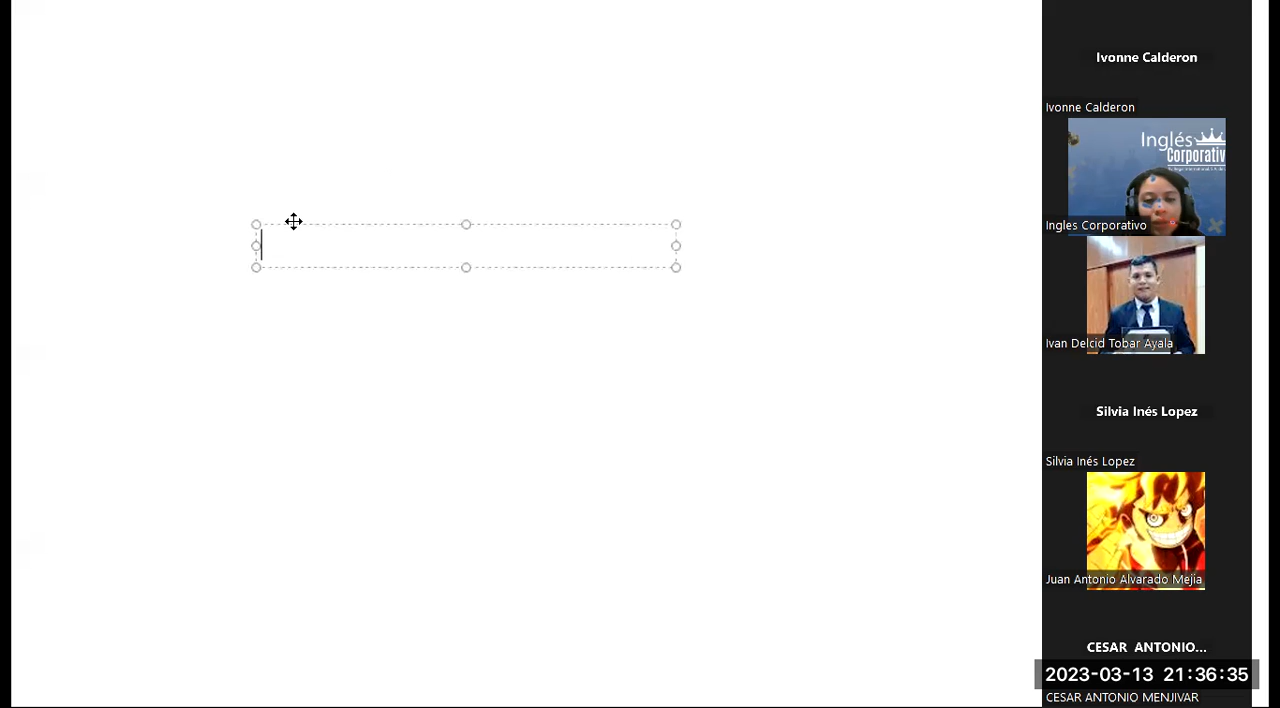 Ivonne Calderon
Ivonne Calderon
Inglés
Corporativ
Ingles Corporativo
Ivan Delcid Tobar Ayala
Silvia Inés Lopez
Silvia Inés Lopez
Juan Antonio Alvarado Mejía
CESAR ANTONIO...
2023-03-13 21:36:35
CESAR ANTONIO MENJIVAR